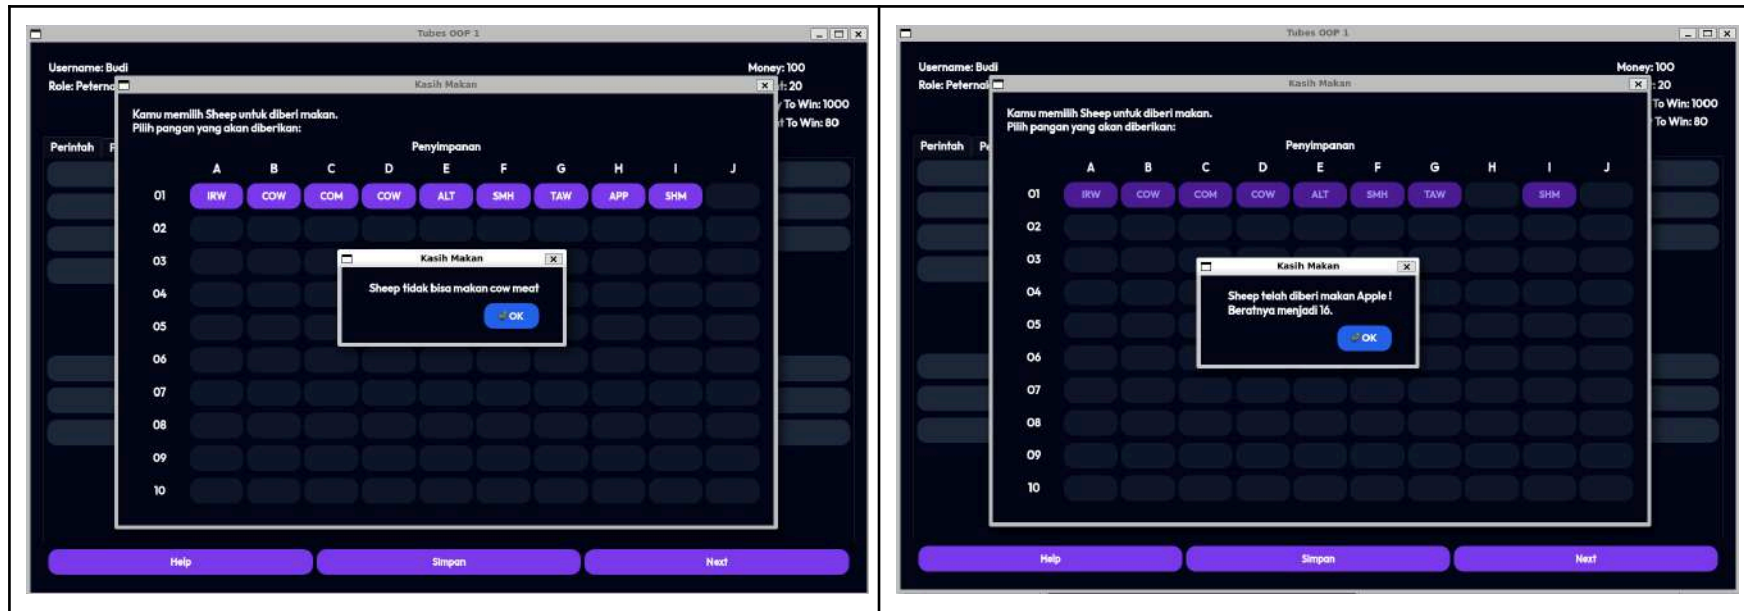 Tubes OOP 1
Username: Budi
Money: 100
Role: Peterna
Kasih Makan
t: 20
Kamu memilih Sheep untuk diberi makan.
To Win: 1000
Pilih pangan yang akan diberikan:
t To Win: 80
Perintah P
Penyimpanan
A B C D E F G H I J
01 IRW COW COM COW ALT SMH TAW APP SHM
02
03
Kasih Makan
Sheep tidak bisa makan cow meat
04
OK
05
06
07
08
09
10
Help Simpan Next
Tubes OOP 1
Username: Budi
Money: 100
Role: Peternal
Kasih Makan
: 20
Kamu memilih Sheep untuk diberi makan.
To Win: 1000
Pilih pangan yang akan diberikan:
To Win: 80
Perintah Pe
Penyimpanan
A B C D E F G H I J
01 IRW COW COM COW ALT SMH TAW SHM
02
03
Kasih Makan
04
Sheep telah diberi makan Apple !
Beratnya menjadi 16.
05
OK
06
07
08
09
10
Help Simpan Next